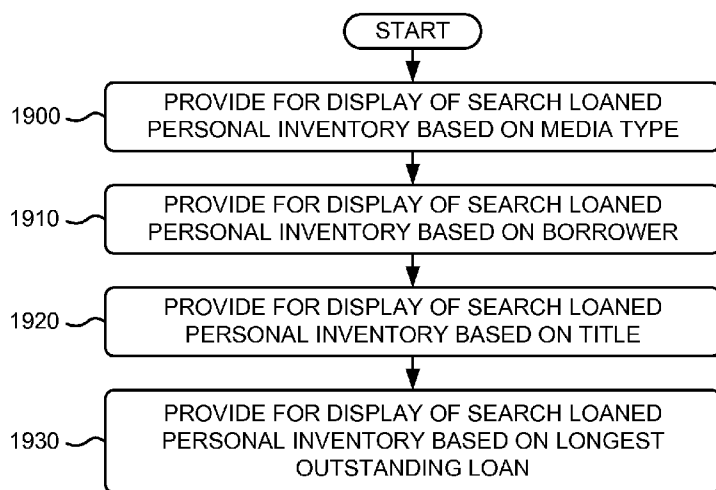 START
1900
PROVIDE FOR DISPLAY OF SEARCH LOANED
PERSONAL INVENTORY BASED ON MEDIA TYPE
1910
PROVIDE FOR DISPLAY OF SEARCH LOANED
PERSONAL INVENTORY BASED ON BORROWER
1920
PROVIDE FOR DISPLAY OF SEARCH LOANED
PERSONAL INVENTORY BASED ON TITLE
1930
PROVIDE FOR DISPLAY OF SEARCH LOANED
PERSONAL INVENTORY BASED ON LONGEST
OUTSTANDING LOAN